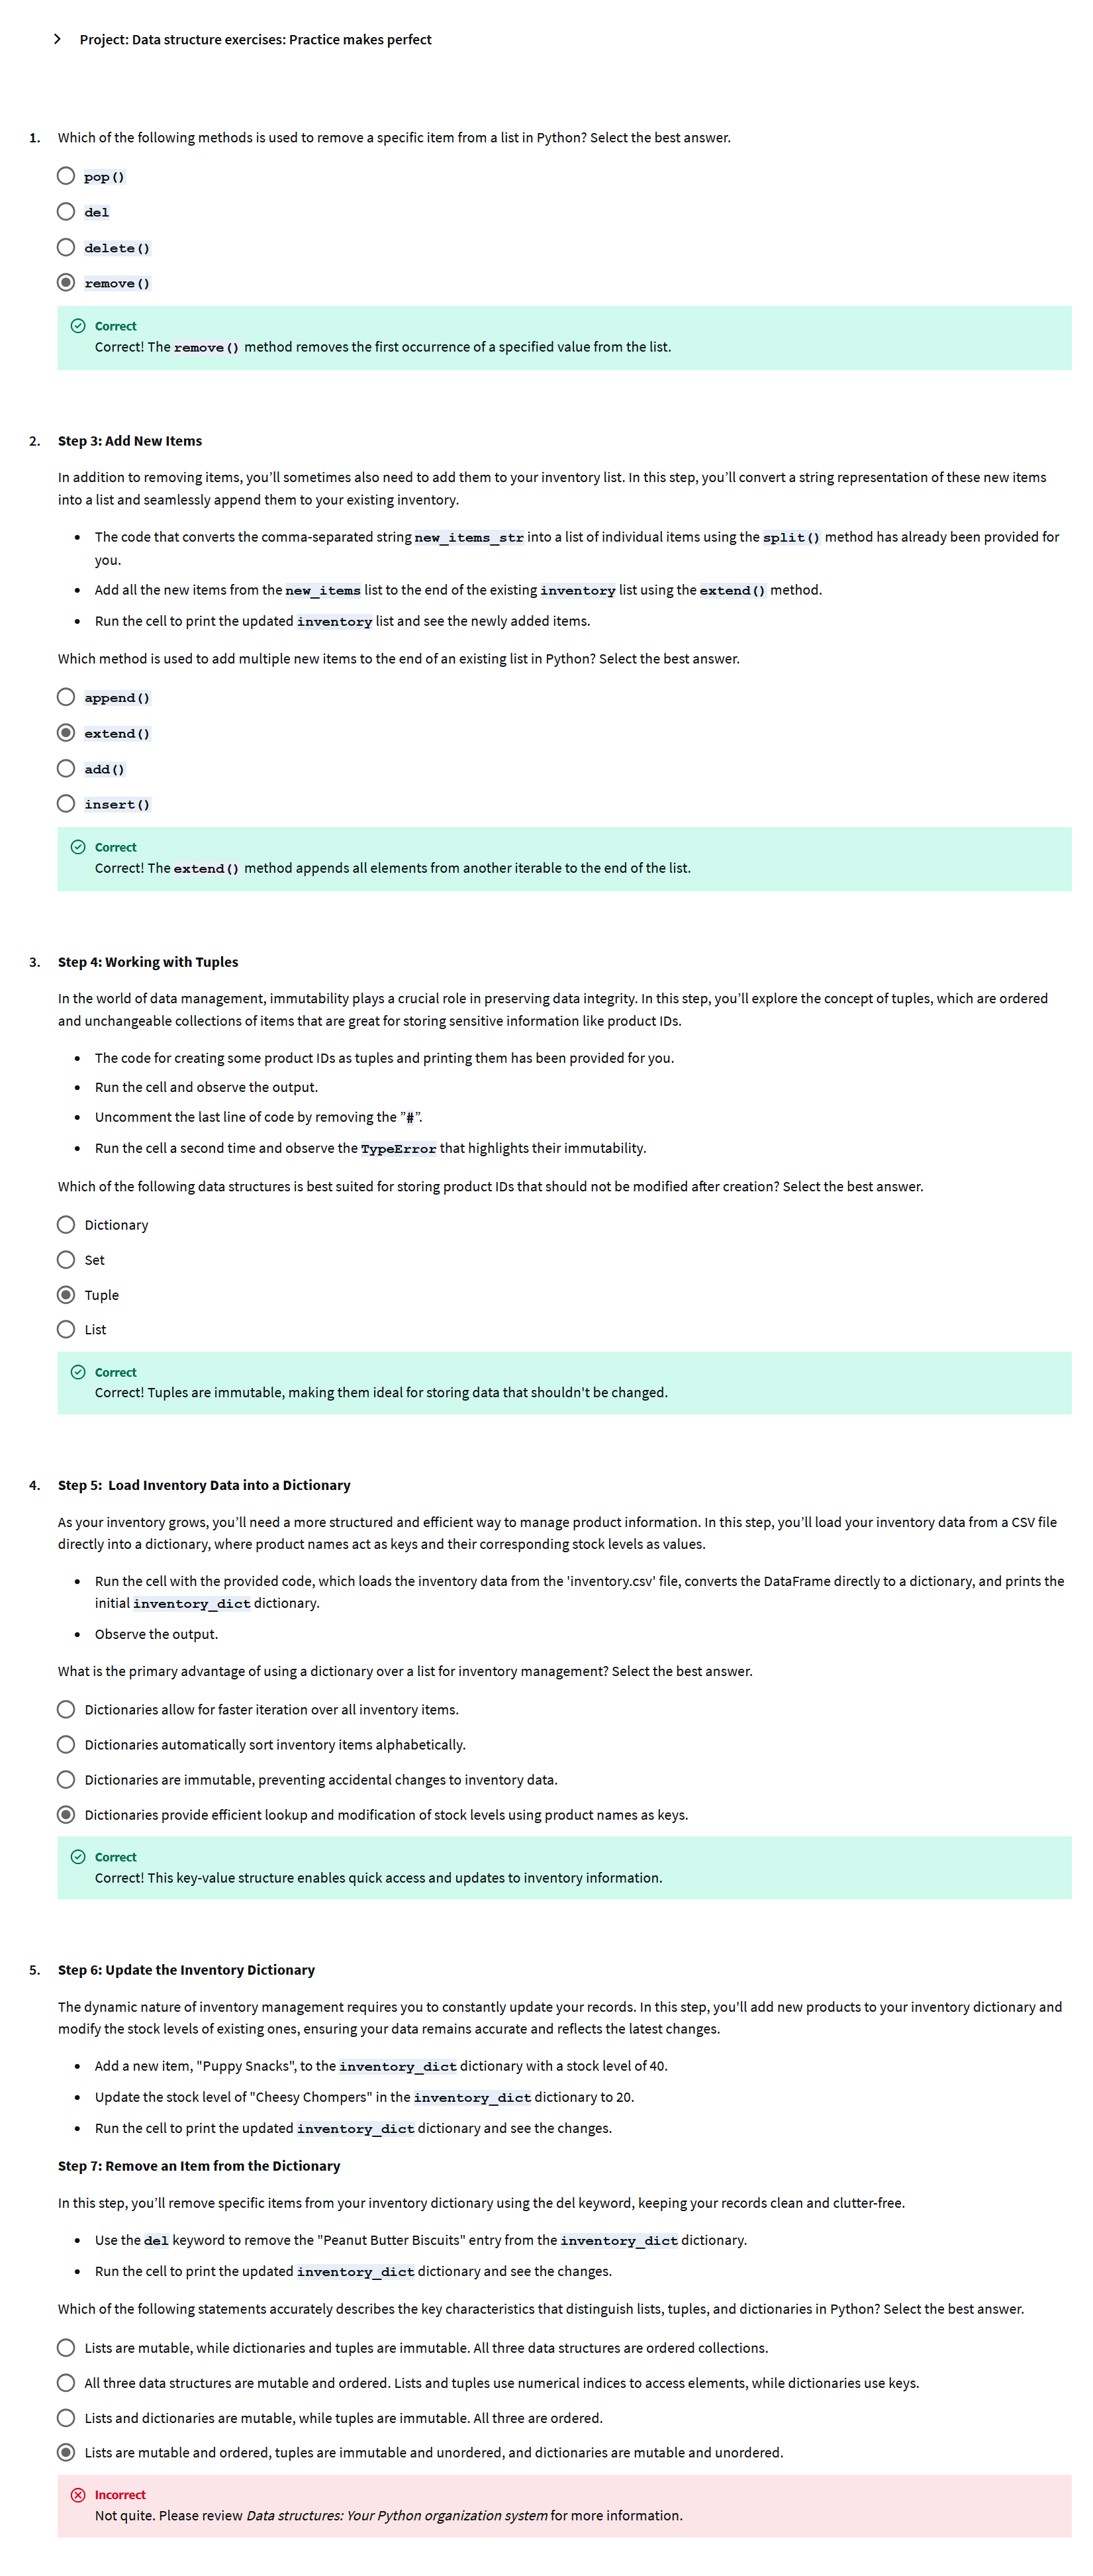 Project: Data structure exercises: Practice makes perfect
1. Which of the following methods is used to remove a specific item from a list in Python? Select the best answer.
pop()
del
delete()
remove()
Correct
Correct! The remove() method removes the first occurrence of a specified value from the list.
2. Step 3: Add New Items
In addition to removing items, you’ll sometimes also need to add them to your inventory list. In this step, you’ll convert a string representation of these new items
into a list and seamlessly append them to your existing inventory.
• The code that converts the comma-separated string new_items_str into a list of individual items using the split() method has already been provided for
you.
• Add all the new items from the new_items list to the end of the existing inventory list using the extend() method.
• Run the cell to print the updated inventory list and see the newly added items.
Which method is used to add multiple new items to the end of an existing list in Python? Select the best answer.
append()
extend()
add()
insert()
Correct
Correct! The extend() method appends all elements from another iterable to the end of the list.
3. Step 4: Working with Tuples
In the world of data management, immutability plays a crucial role in preserving data integrity. In this step, you’ll explore the concept of tuples, which are ordered
and unchangeable collections of items that are great for storing sensitive information like product IDs.
• The code for creating some product IDs as tuples and printing them has been provided for you.
• Run the cell and observe the output.
• Uncomment the last line of code by removing the ”#”.
• Run the cell a second time and observe the TypeError that highlights their immutability.
Which of the following data structures is best suited for storing product IDs that should not be modified after creation? Select the best answer.
Dictionary
Set
Tuple
List
Correct
Correct! Tuples are immutable, making them ideal for storing data that shouldn't be changed.
4. Step 5: Load Inventory Data into a Dictionary
As your inventory grows, you’ll need a more structured and efficient way to manage product information. In this step, you’ll load your inventory data from a CSV file
directly into a dictionary, where product names act as keys and their corresponding stock levels as values.
• Run the cell with the provided code, which loads the inventory data from the 'inventory.csv' file, converts the DataFrame directly to a dictionary, and prints the
initial inventory_dict dictionary.
• Observe the output.
What is the primary advantage of using a dictionary over a list for inventory management? Select the best answer.
Dictionaries allow for faster iteration over all inventory items.
Dictionaries automatically sort inventory items alphabetically.
Dictionaries are immutable, preventing accidental changes to inventory data.
Dictionaries provide efficient lookup and modification of stock levels using product names as keys.
Correct
Correct! This key-value structure enables quick access and updates to inventory information.
5. Step 6: Update the Inventory Dictionary
The dynamic nature of inventory management requires you to constantly update your records. In this step, you'll add new products to your inventory dictionary and
modify the stock levels of existing ones, ensuring your data remains accurate and reflects the latest changes.
• Add a new item, "Puppy Snacks", to the inventory_dict dictionary with a stock level of 40.
• Update the stock level of "Cheesy Chompers" in the inventory_dict dictionary to 20.
• Run the cell to print the updated inventory_dict dictionary and see the changes.
Step 7: Remove an Item from the Dictionary
In this step, you’ll remove specific items from your inventory dictionary using the del keyword, keeping your records clean and clutter-free.
• Use the del keyword to remove the "Peanut Butter Biscuits" entry from the inventory_dict dictionary.
• Run the cell to print the updated inventory_dict dictionary and see the changes.
Which of the following statements accurately describes the key characteristics that distinguish lists, tuples, and dictionaries in Python? Select the best answer.
Lists are mutable, while dictionaries and tuples are immutable. All three data structures are ordered collections.
All three data structures are mutable and ordered. Lists and tuples use numerical indices to access elements, while dictionaries use keys.
Lists and dictionaries are mutable, while tuples are immutable. All three are ordered.
Lists are mutable and ordered, tuples are immutable and unordered, and dictionaries are mutable and unordered.
Incorrect
Not quite. Please review Data structures: Your Python organization system for more information.